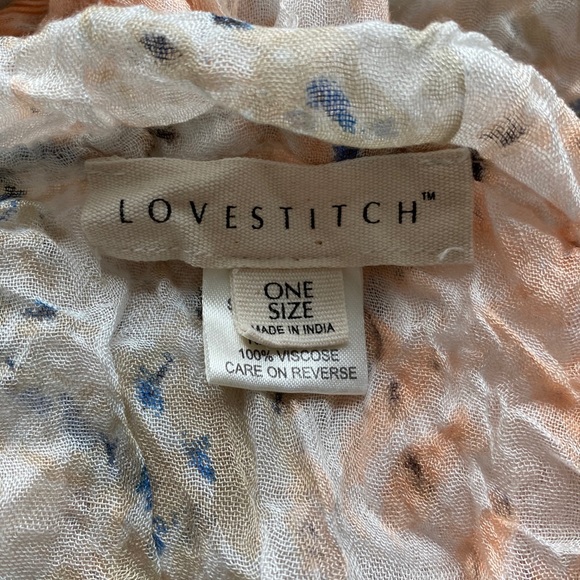 LOVESTITCH™
ONE
SIZE
MADE IN INDIA
100% VISCOSE
CARE ON REVERSE